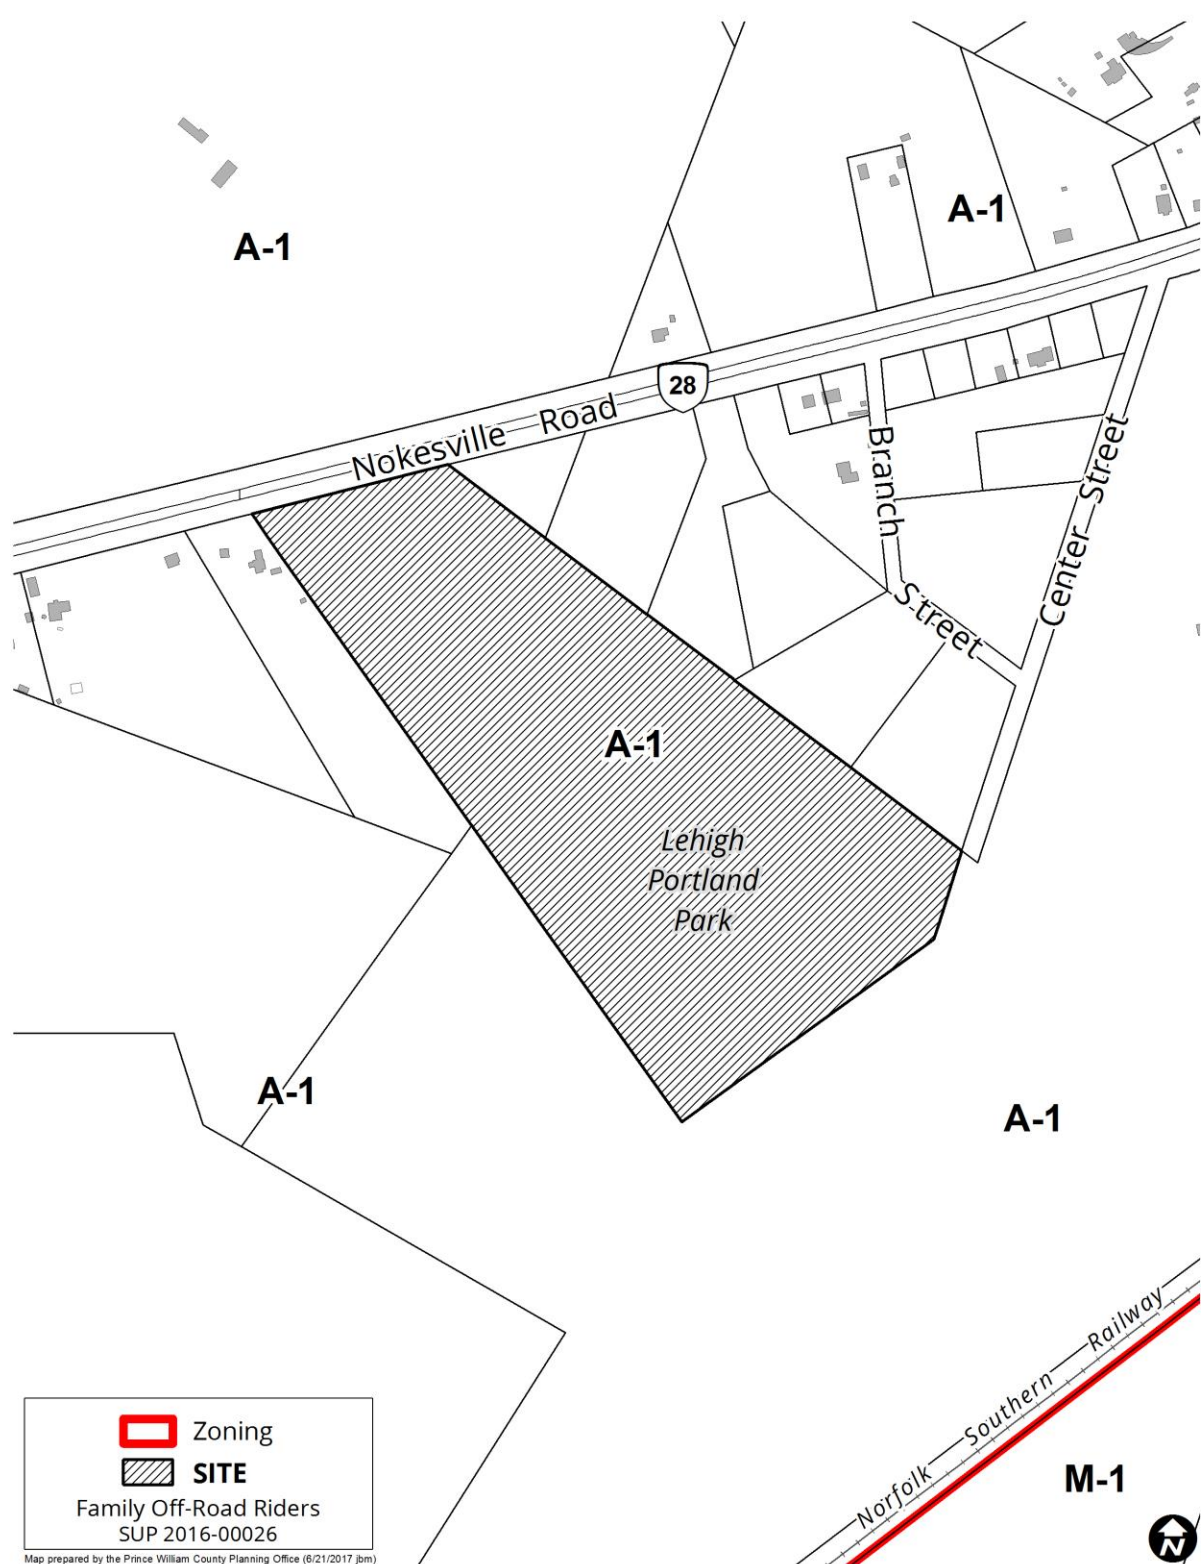 A-1
A-1
28
Nokesville Road
Branch Street
Center Street
A-1
Lehigh
Portland
Park
A-1
A-1
Norfolk Southern Railway
M-1
Zoning
SITE
Family Off-Road Riders
SUP 2016-00026
Map prepared by the Prince William County Planning Office (6/21/2017 jbm)
N